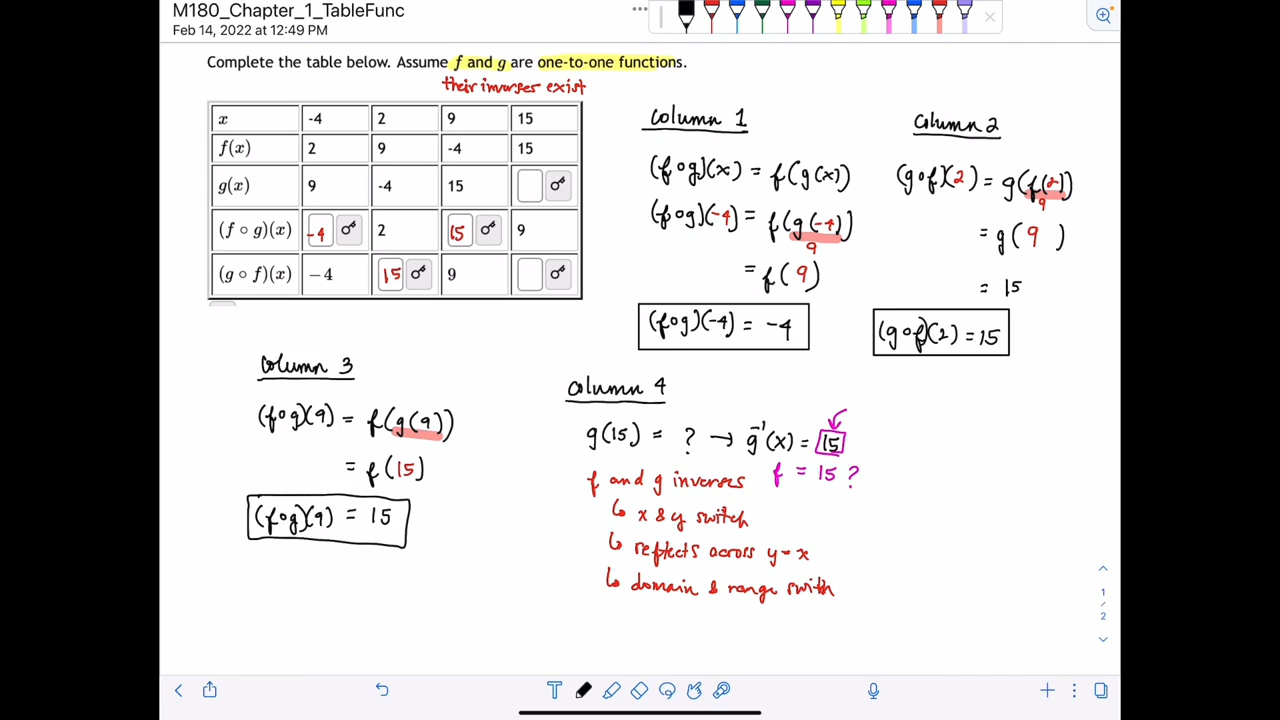 M180_Chapter_1_TableFunc
Feb 14, 2022 at 12:49 PM
Complete the table below. Assume f and g are one-to-one functions.
their inverses exist
x -4 2 9 15
f(x) 2 9 -4 15
g(x) 9 -4 15
(f ∘ g)(x) -4 2 15 9
(g ∘ f)(x) -4 15 9
Column 1
(f∘g)(x) = f(g(x))
(f∘g)(-4) = f(g(-4))
9
= f(9)
(f∘g)(-4) = -4
Column 2
(g∘f)(2) = g(f(2))
9
= g(9)
= 15
(g∘f)(2) = 15
Column 3
(f∘g)(9) = f(g(9))
= f(15)
(f∘g)(9) = 15
Column 4
g(15) = ? → g⁻¹(x) = 15
f = 15?
f and g inverses
↳ x & y switch
↳ reflects across y=x
↳ domain & range swith
1
/
2